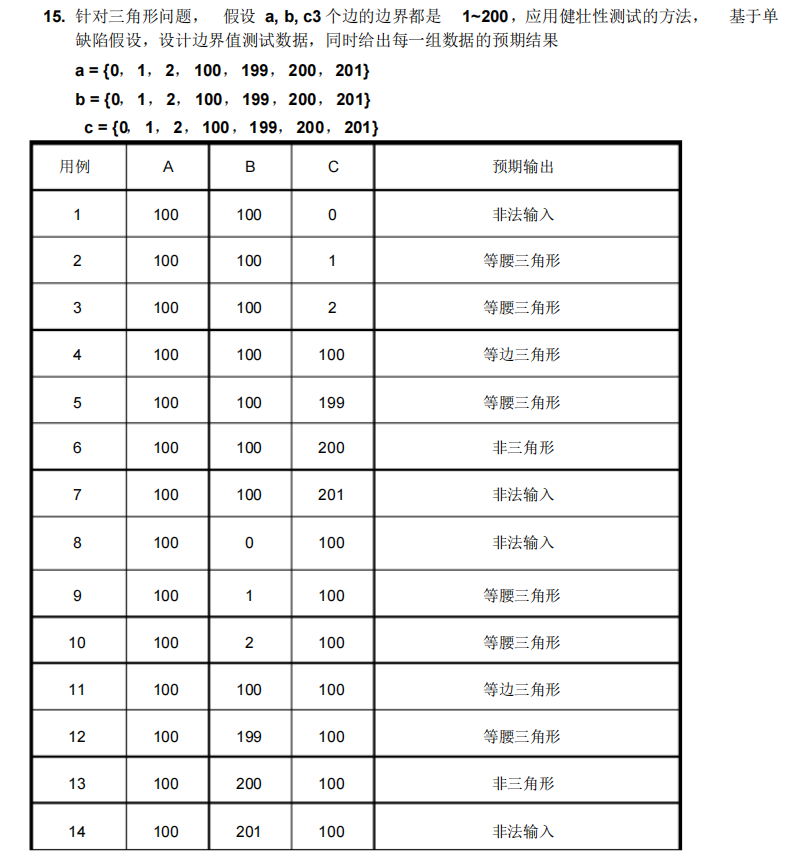 15. 针对三角形问题， 假设 a, b, c3 个边的边界都是 1~200，应用健壮性测试的方法， 基于单
缺陷假设，设计边界值测试数据，同时给出每一组数据的预期结果
a = {0，1，2，100，199，200，201}
b = {0，1，2，100，199，200，201}
c = {0，1，2，100，199，200，201}
用例 A B C 预期输出
1 100 100 0 非法输入
2 100 100 1 等腰三角形
3 100 100 2 等腰三角形
4 100 100 100 等边三角形
5 100 100 199 等腰三角形
6 100 100 200 非三角形
7 100 100 201 非法输入
8 100 0 100 非法输入
9 100 1 100 等腰三角形
10 100 2 100 等腰三角形
11 100 100 100 等边三角形
12 100 199 100 等腰三角形
13 100 200 100 非三角形
14 100 201 100 非法输入